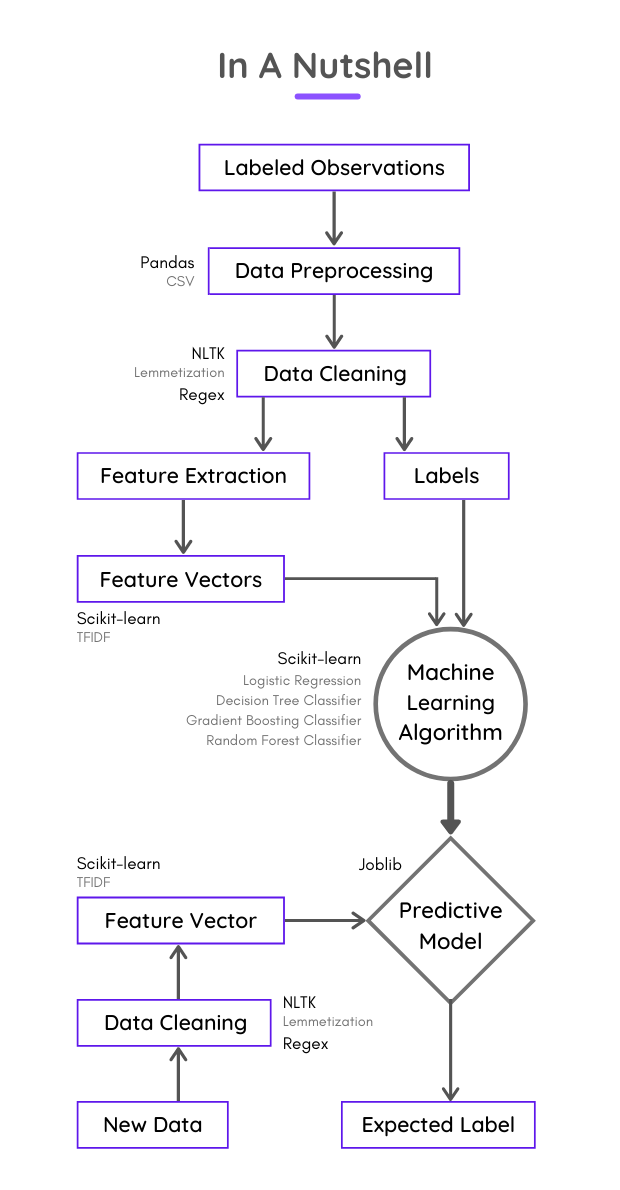 In A Nutshell
Labeled Observations
Pandas
CSV
Data Preprocessing
NLTK
Lemmetization
Regex
Data Cleaning
Feature Extraction
Labels
Feature Vectors
Scikit-learn
TFIDF
Scikit-learn
Logistic Regression
Decision Tree Classifier
Gradient Boosting Classifier
Random Forest Classifier
Machine
Learning
Algorithm
Scikit-learn
TFIDF
Joblib
Feature Vector
Predictive
Model
Data Cleaning
NLTK
Lemmetization
Regex
New Data
Expected Label